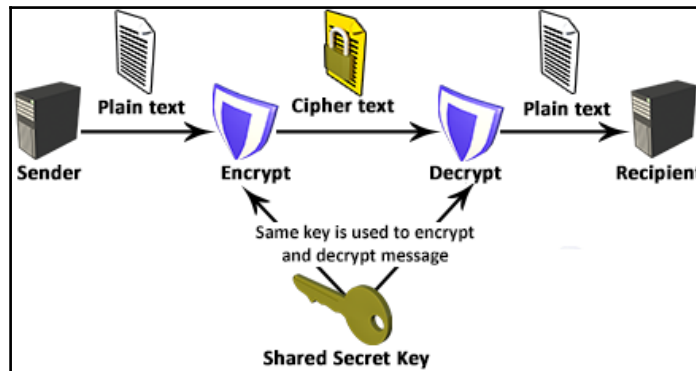 Plain text
Cipher text
Plain text
Sender
Encrypt
Decrypt
Recipient
Same key is used to encrypt
and decrypt message
Shared Secret Key